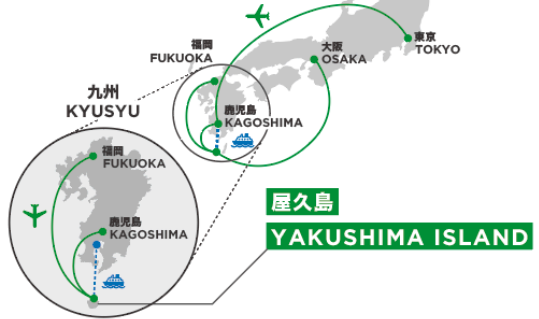 福岡
FUKUOKA
大阪
OSAKA
東京
TOKYO
九州
KYUSYU
鹿児島
KAGOSHIMA
福岡
FUKUOKA
鹿児島
KAGOSHIMA
屋久島
YAKUSHIMA ISLAND